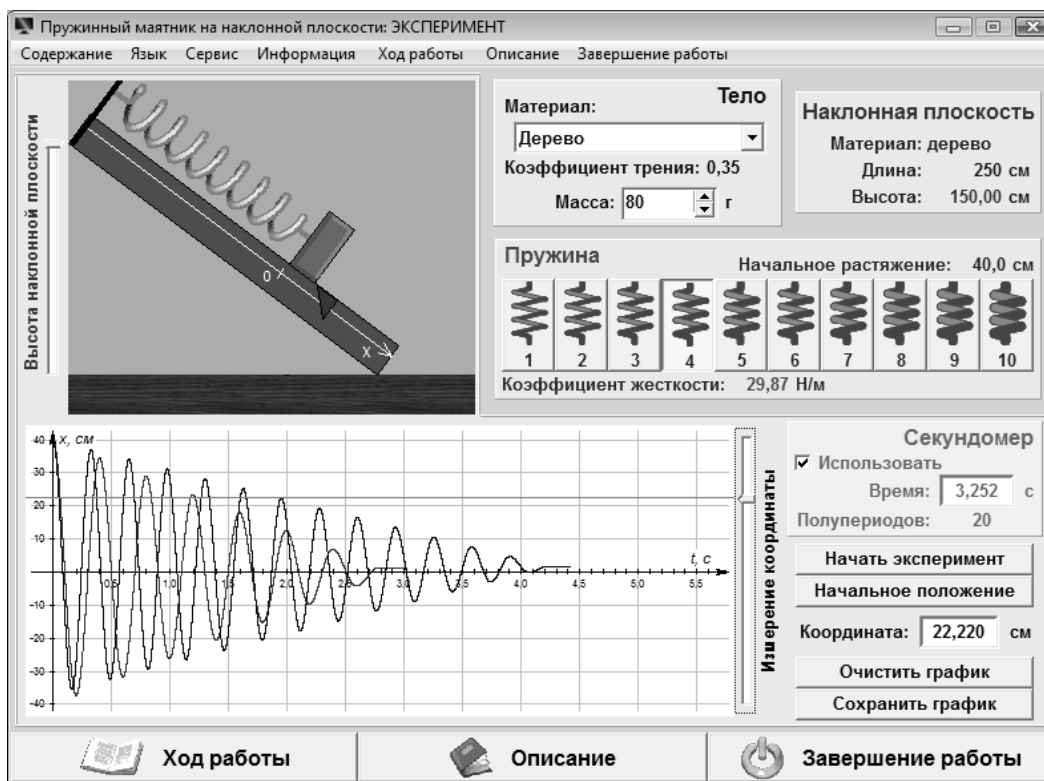 Пружинный маятник на наклонной плоскости: ЭКСПЕРИМЕНТ
Содержание Язык Сервис Информация Ход работы Описание Завершение работы
Высота наклонной плоскости
0
X
Тело
Материал:
Дерево
Коэффициент трения: 0,35
Масса: 80 г
Наклонная плоскость
Материал: дерево
Длина: 250 см
Высота: 150,00 см
Пружина
Начальное растяжение: 40,0 см
1 2 3 4 5 6 7 8 9 10
Коэффициент жесткости: 29,87 Н/м
x, см
40
30
20
10
t, с
0,5 1,0 1,5 2,0 2,5 3,0 3,5 4,0 4,5 5,0 5,5
-10
-20
-30
-40
Измерение координаты
Секундомер
Использовать
Время: 3,252 с
Полупериодов: 20
Начать эксперимент
Начальное положение
Координата: 22,220 см
Очистить график
Сохранить график
Ход работы Описание Завершение работы